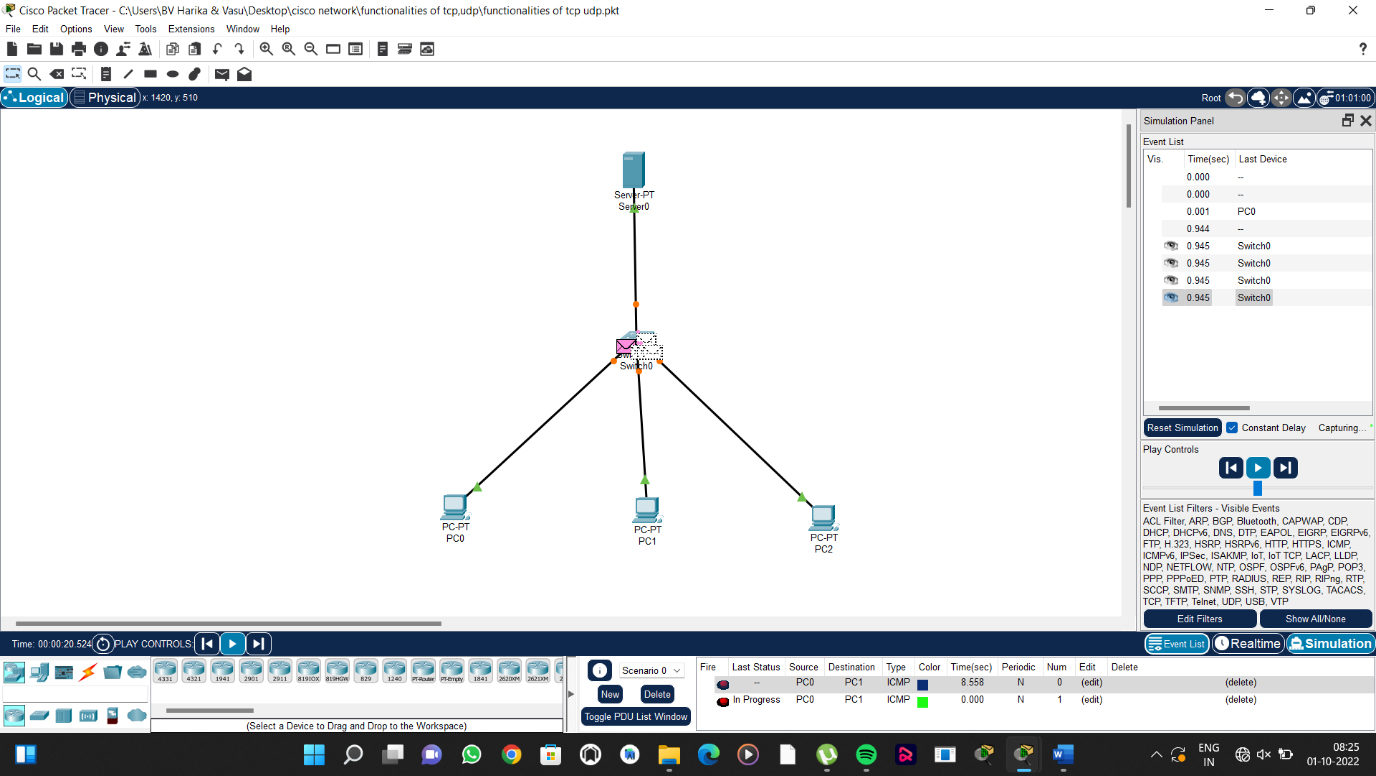 Cisco Packet Tracer - C:\Users\BV Harika & Vasu\Desktop\cisco network\functionalities of tcp,udp\functionalities of tcp udp.pkt
File Edit Options View Tools Extensions Window Help
?
Logical Physical x: 1420, y: 510 Root 01:01:00
Simulation Panel
Event List
Vis. Time(sec) Last Device
0.000 --
0.000 --
0.001 PC0
0.944 --
0.945 Switch0
0.945 Switch0
0.945 Switch0
0.945 Switch0
Reset Simulation Constant Delay Capturing...
Play Controls
Event List Filters - Visible Events
ACL Filter, ARP, BGP, Bluetooth, CAPWAP, CDP,
DHCP, DHCPv6, DNS, DTP, EAPOL, EIGRP, EIGRPv6,
FTP, H.323, HSRP, HSRPv6, HTTP, HTTPS, ICMP,
ICMPv6, IPSec, ISAKMP, IoT, IoT TCP, LACP, LLDP,
NDP, NETFLOW, NTP, OSPF, OSPFv6, PAgP, POP3,
PPP, PPPoED, PTP, RADIUS, REP, RIP, RIPng, RTP,
SCCP, SMTP, SNMP, SSH, STP, SYSLOG, TACACS,
TCP, TFTP, Telnet, UDP, USB, VTP
Edit Filters Show All/None
Server-PT
Server0
Switch0
PC-PT
PC0
PC-PT
PC1
PC-PT
PC2
Time: 00:00:20.524 PLAY CONTROLS:
Event List Realtime Simulation
4331 4321 1941 2901 2911 819IOX 819HGW 829 1240 PT-Router PT-Empty 1841 2620XM 2621XM
(Select a Device to Drag and Drop to the Workspace)
Scenario 0
New Delete
Toggle PDU List Window
Fire Last Status Source Destination Type Color Time(sec) Periodic Num Edit Delete
-- PC0 PC1 ICMP 8.558 N 0 (edit) (delete)
In Progress PC0 PC1 ICMP 0.000 N 1 (edit) (delete)
ENG
IN
08:25
01-10-2022